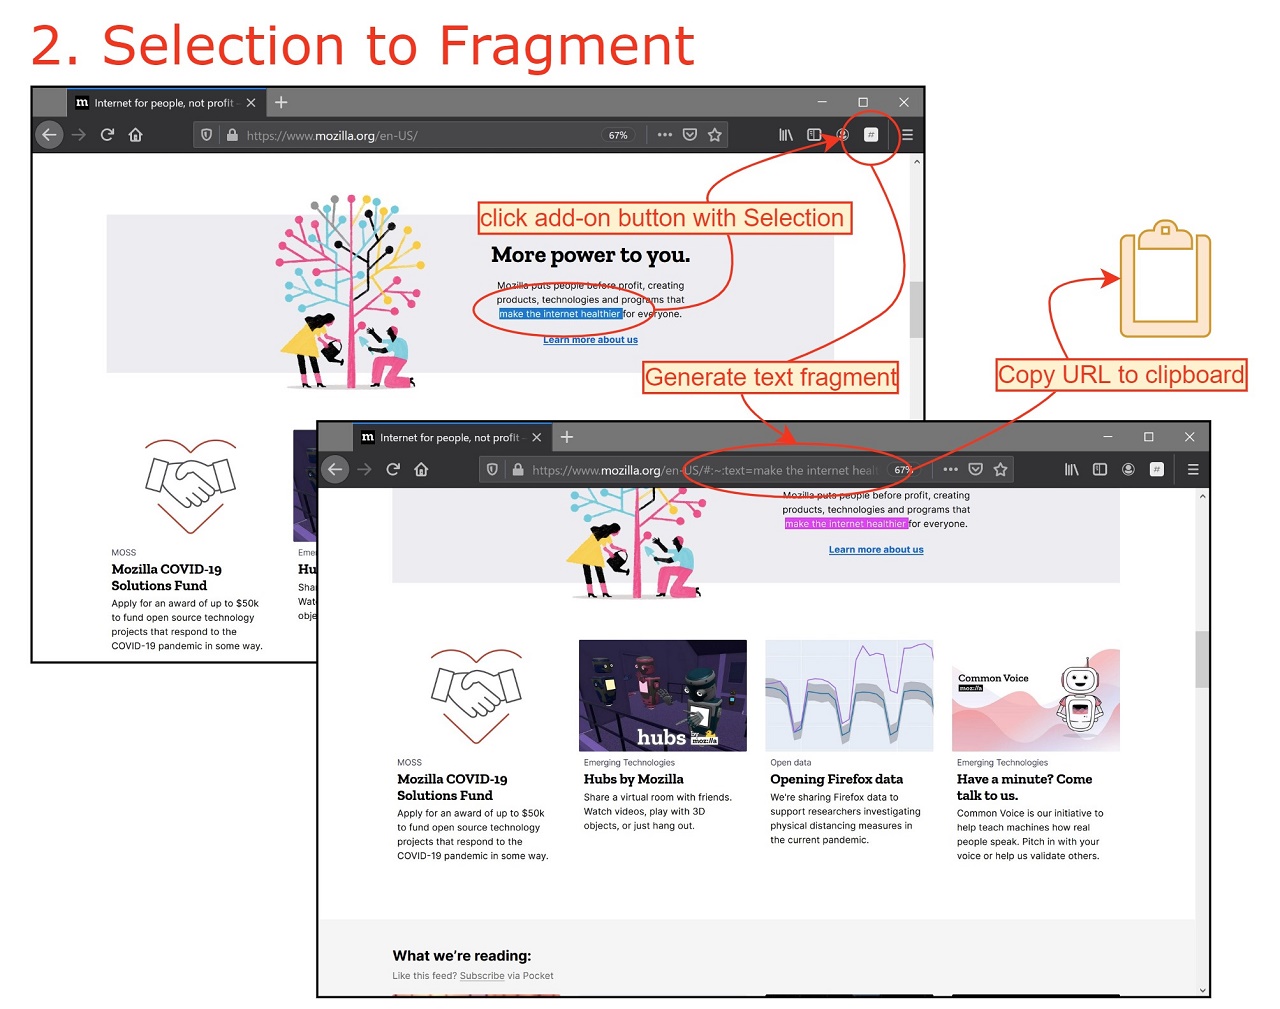 2. Selection to Fragment
m Internet for people, not profit -
https://www.mozilla.org/en-US/
67%
#
click add-on button with Selection
More power to you.
Mozilla puts people before profit, creating
products, technologies and programs that
make the internet healthier for everyone.
Learn more about us
Generate text fragment
Copy URL to clipboard
MOSS
Mozilla COVID-19
Solutions Fund
Apply for an award of up to $50k
to fund open source technology
projects that respond to the
COVID-19 pandemic in some way.
Eme
Hu
Sha
Wat
obje
m Internet for people, not profit -
https://www.mozilla.org/en-US/#:~:text=make the internet heal
67%
#
Mozilla puts people before profit, creating
products, technologies and programs that
make the internet healthier for everyone.
Learn more about us
MOSS
Mozilla COVID-19
Solutions Fund
Apply for an award of up to $50k
to fund open source technology
projects that respond to the
COVID-19 pandemic in some way.
hubs by moz://a
Emerging Technologies
Hubs by Mozilla
Share a virtual room with friends.
Watch videos, play with 3D
objects, or just hang out.
Open data
Opening Firefox data
We're sharing Firefox data to
support researchers investigating
physical distancing measures in
the current pandemic.
Common Voice
moz://a
Emerging Technologies
Have a minute? Come
talk to us.
Common Voice is our initiative to
help teach machines how real
people speak. Pitch in with your
voice or help us validate others.
What we're reading:
Like this feed? Subscribe via Pocket